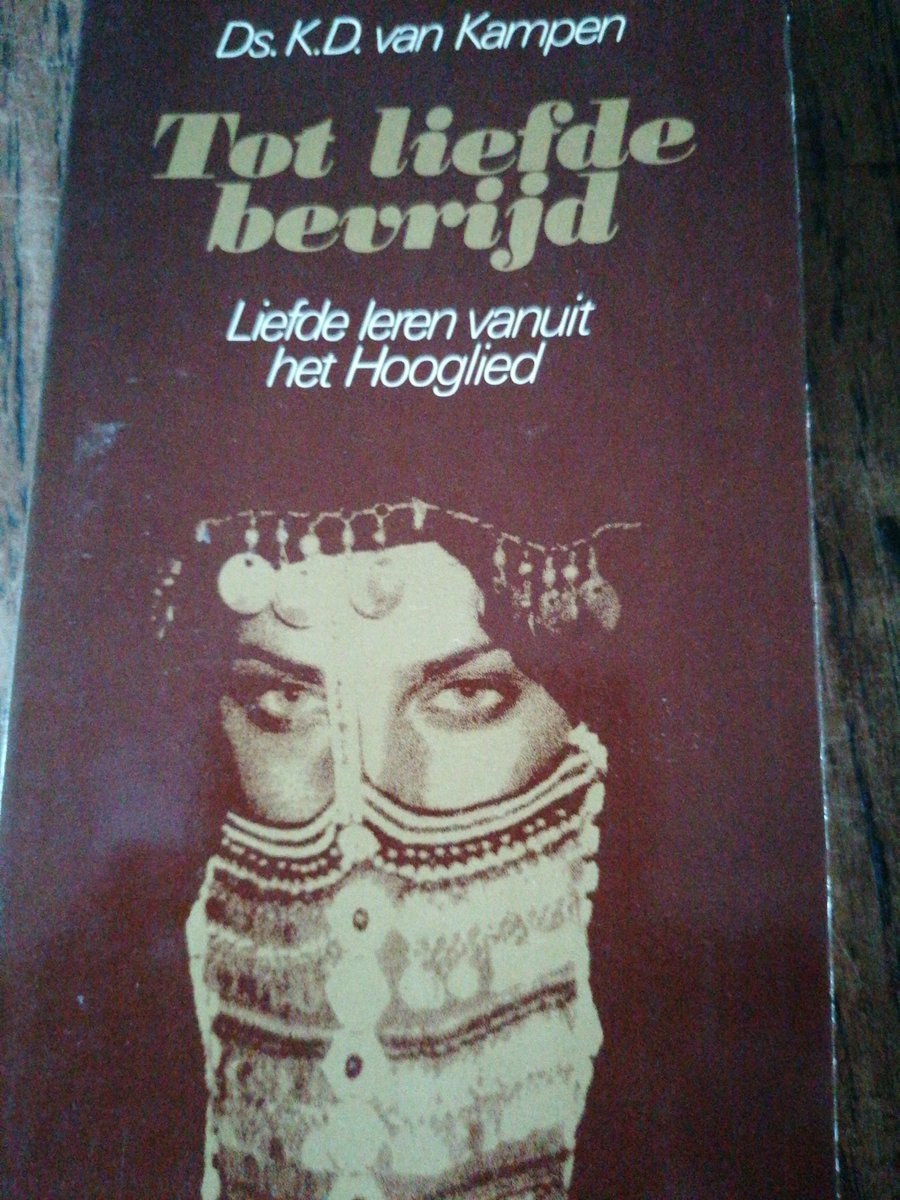 Ds. K.D. van Kampen
Tot liefde
bevrijd
Liefde leren vanuit
het Hooglied